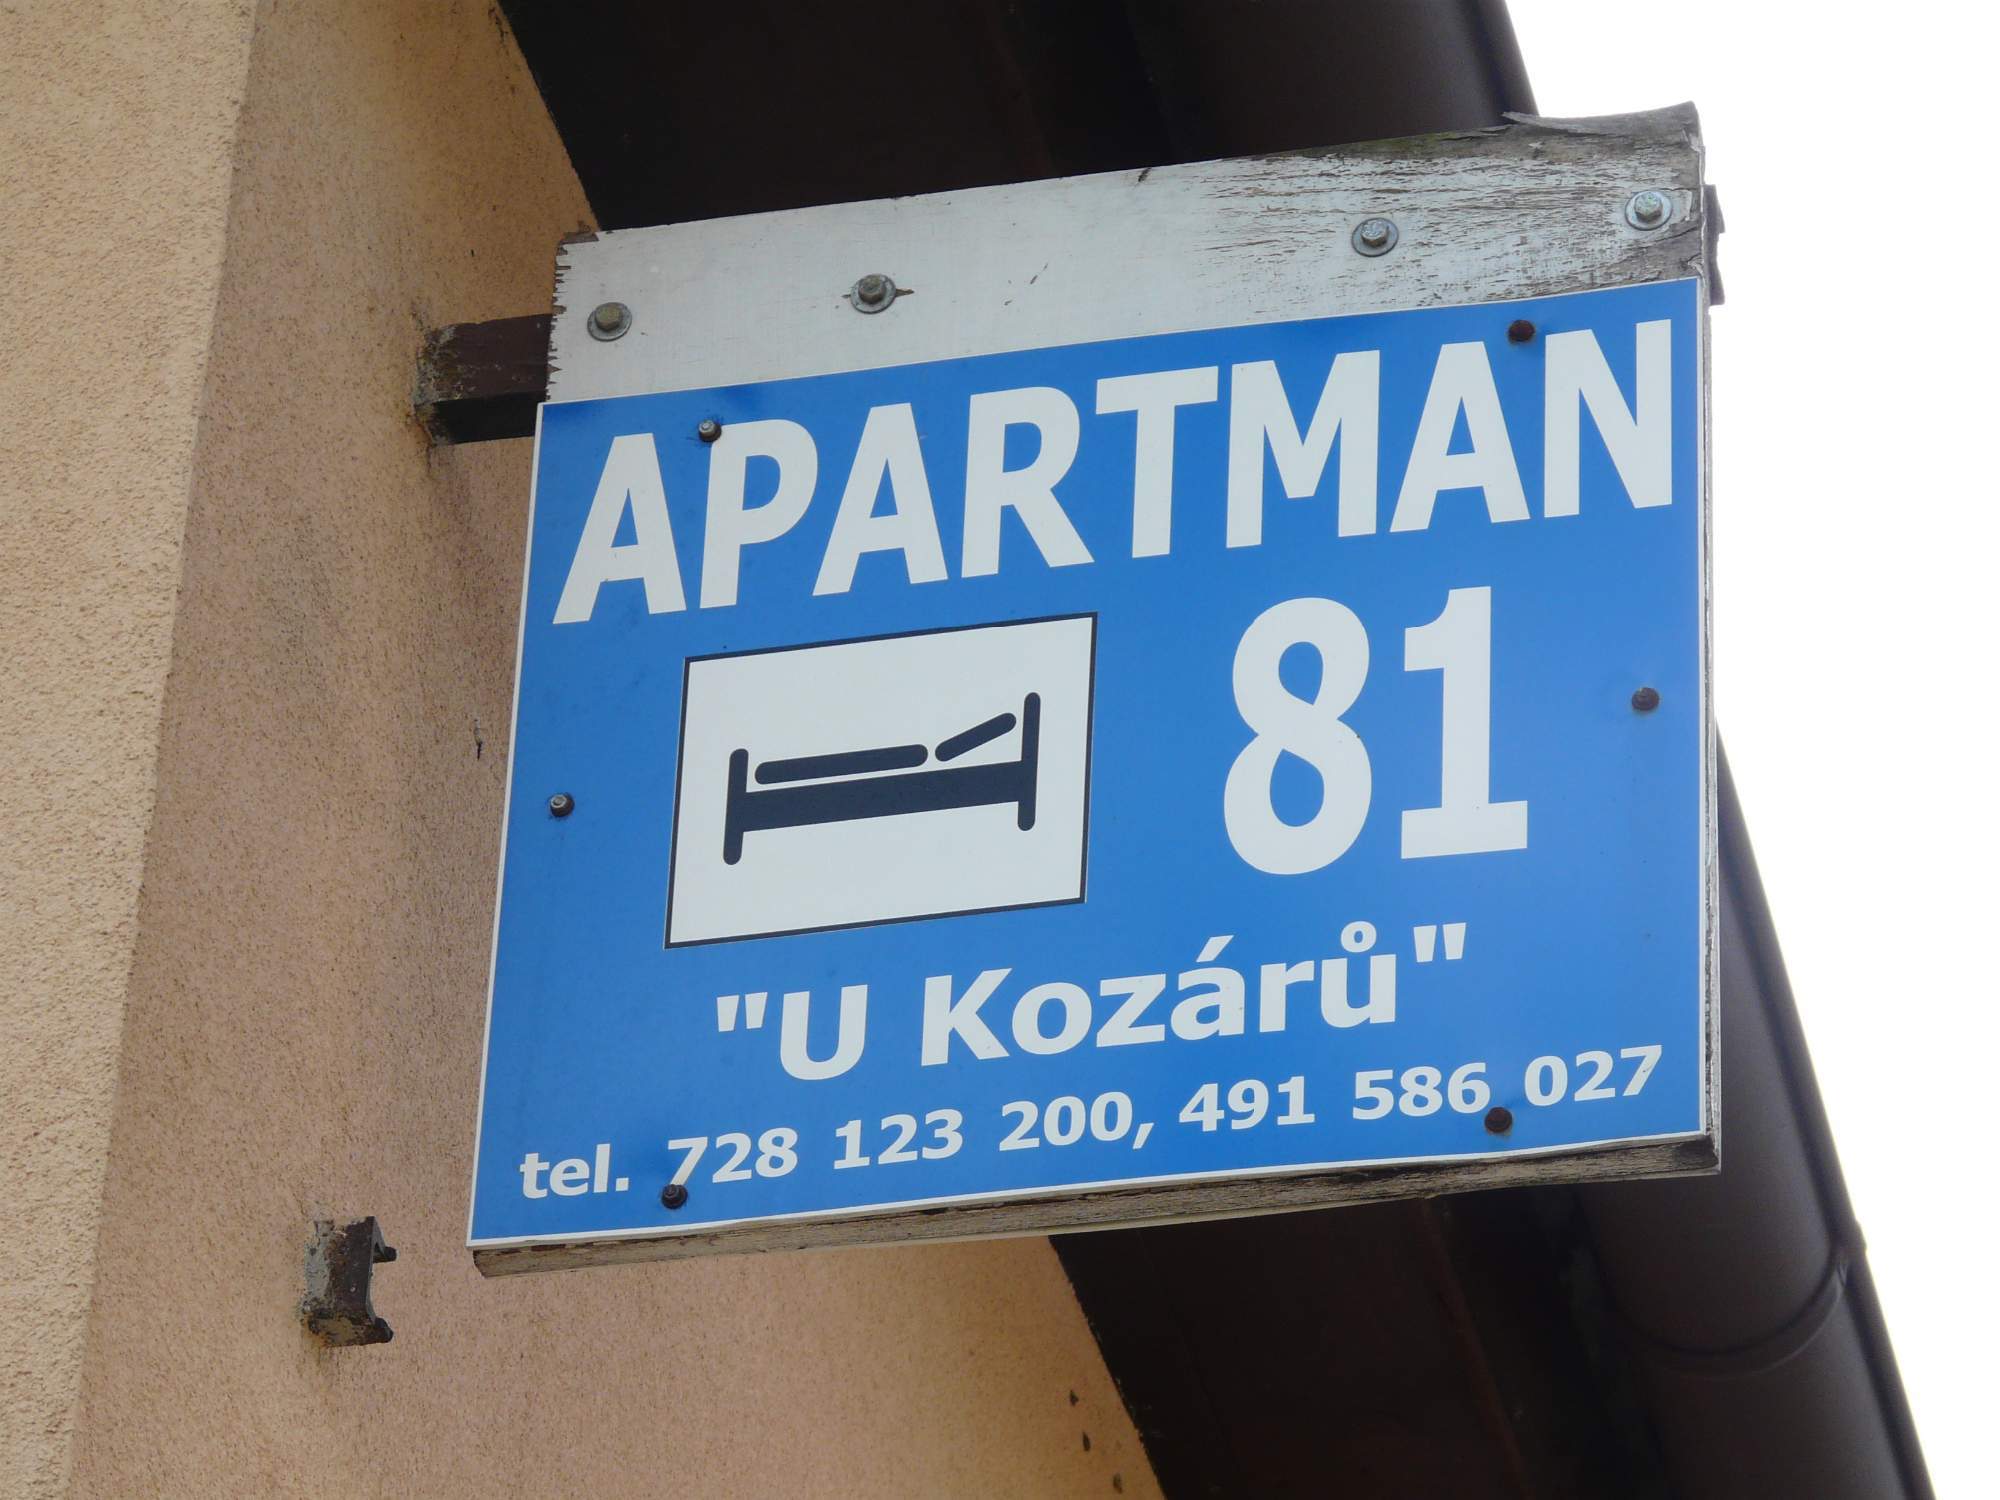 APARTMAN
81
"U Kozárů"
tel. 728 123 200, 491 586 027